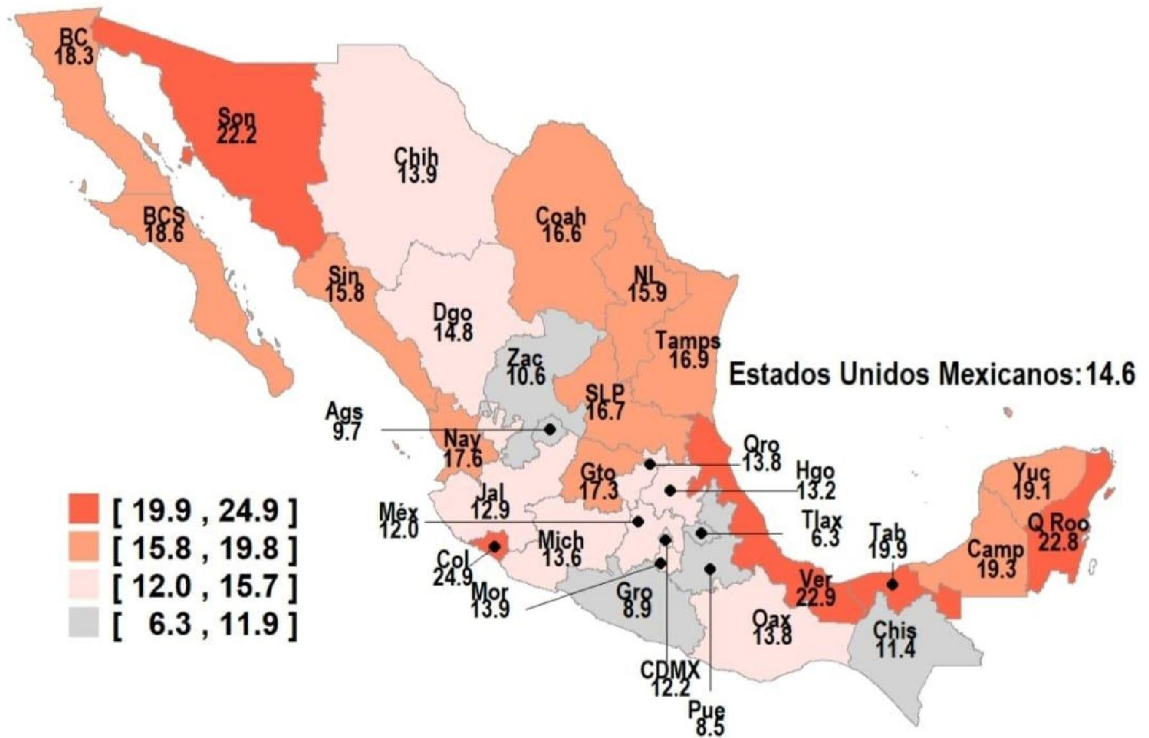 BC
18.3
Son
22.2
Chih
13.9
Coah
16.6
BCS
18.6
Sin
15.8
NL
15.9
Dgo
14.8
Tamps
16.9
Zac
10.6
Estados Unidos Mexicanos: 14.6
SLP
16.7
Ags
9.7
Nay
17.6
Qro
13.8
Gto
17.3
Hgo
13.2
Yuc
19.1
Jal
12.9
Méx
12.0
Tlax
6.3
Tab
19.9
Q Roo
22.8
Mich
13.6
Camp
19.3
Col
24.9
Mor
13.9
Gro
8.9
Ver
22.9
Oax
13.8
Chis
11.4
CDMX
12.2
Pue
8.5
[ 19.9 , 24.9 ]
[ 15.8 , 19.8 ]
[ 12.0 , 15.7 ]
[ 6.3 , 11.9 ]